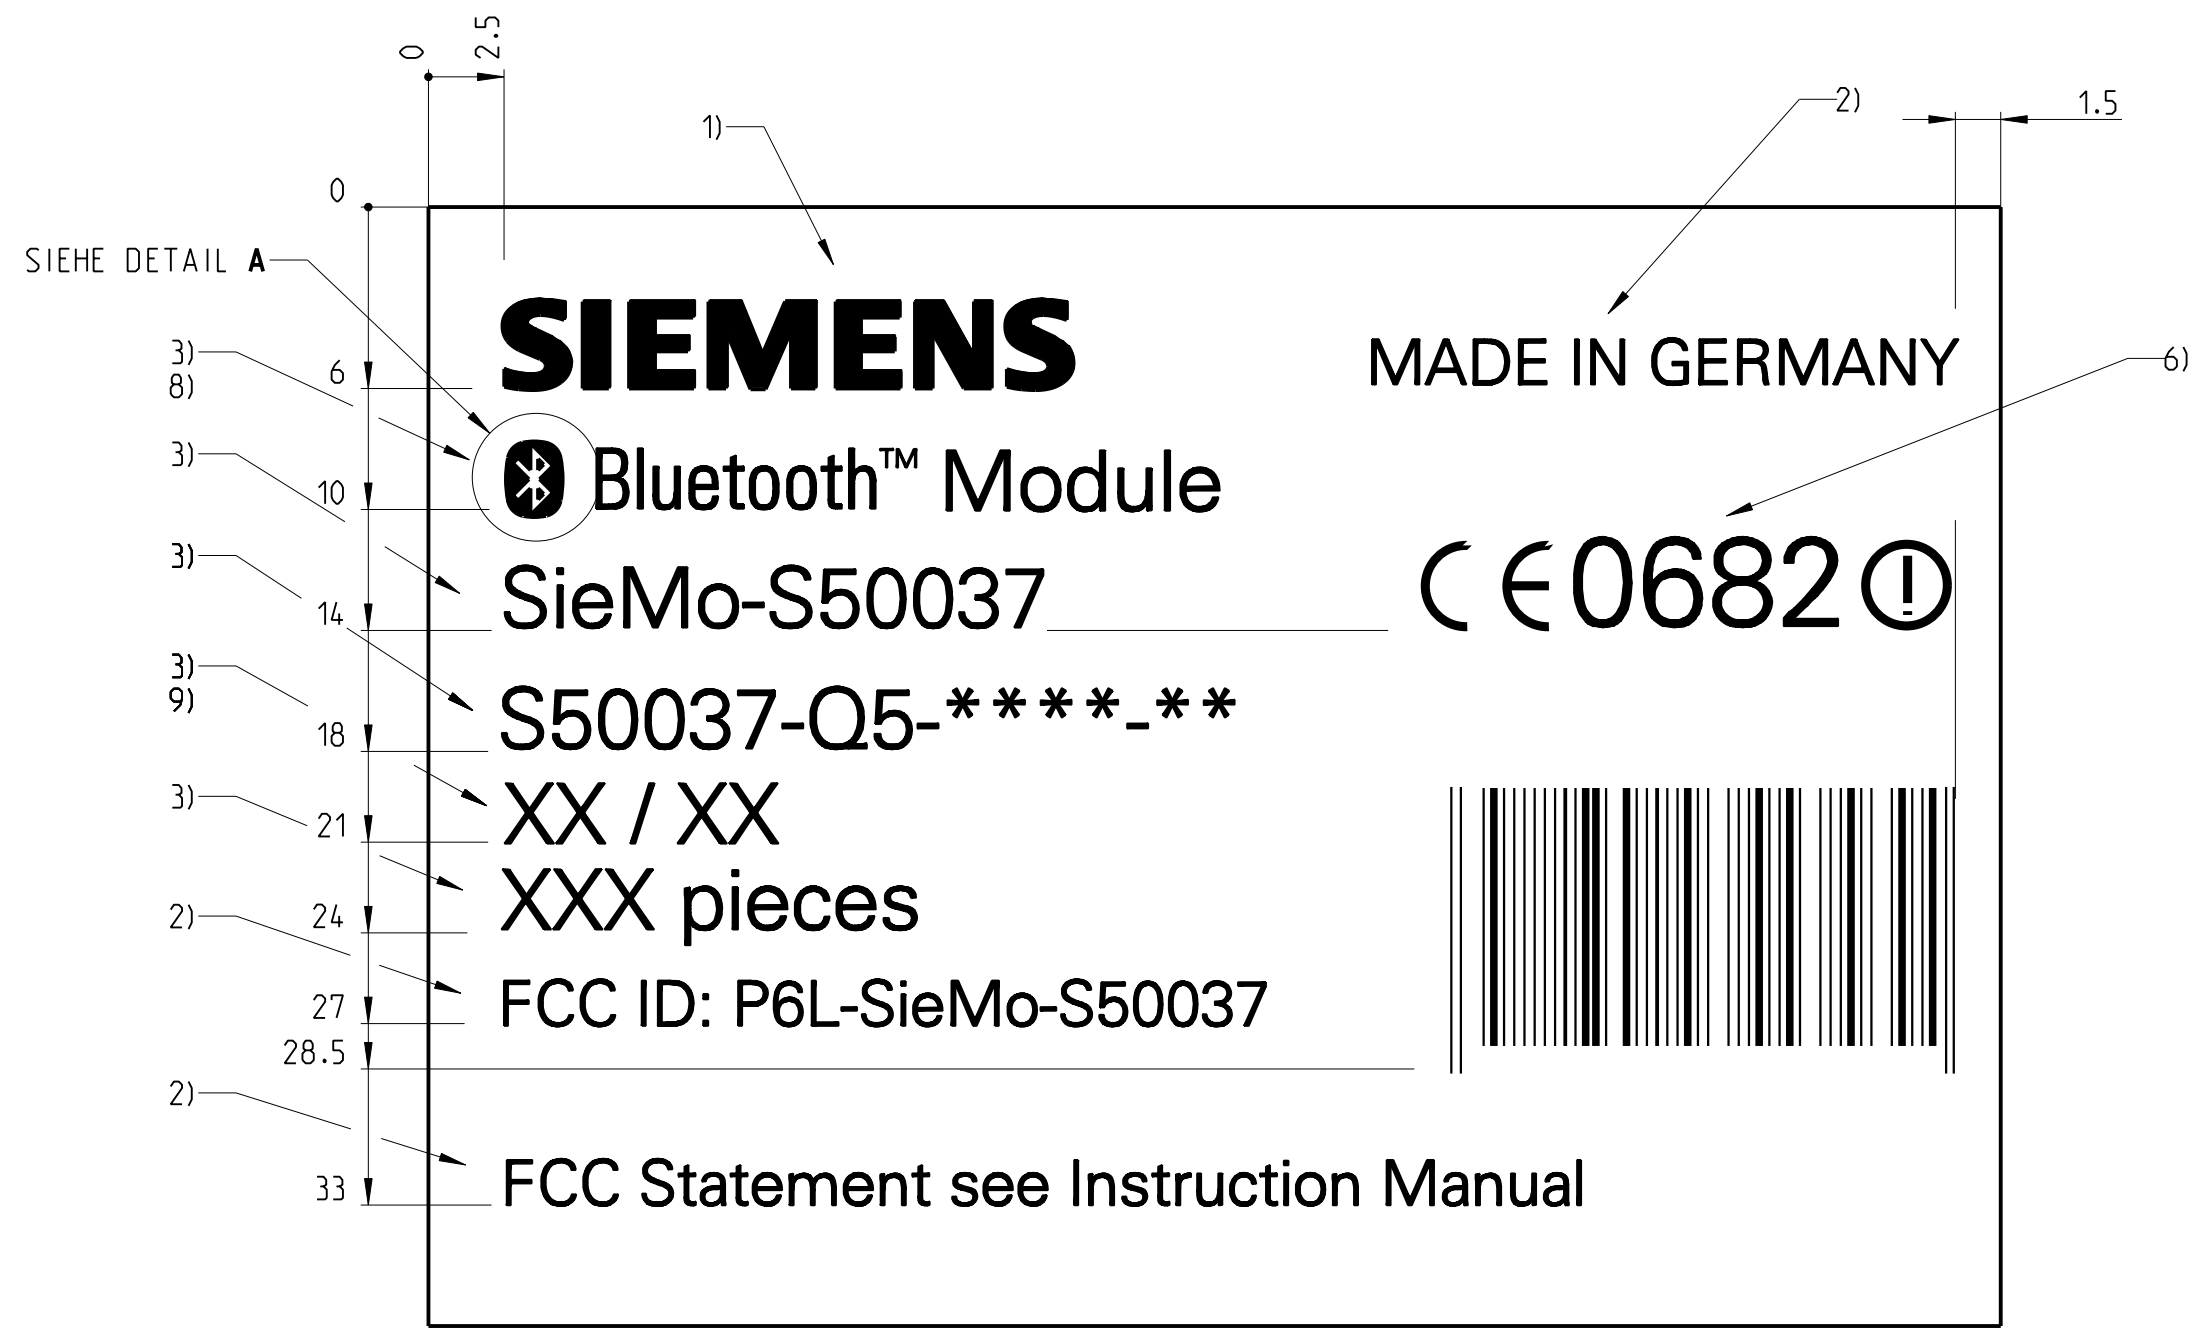 0 2.5
1)
2)
1.5
0
SIEHE DETAIL A
SIEMENS
MADE IN GERMANY
3)
8)
6
6)
Bluetooth™ Module
3)
10
SieMo-S50037
CE0682
3)
14
S50037-Q5-****-**
3)
9)
18
XX / XX
3)
21
XXX pieces
2)
24
FCC ID: P6L-SieMo-S50037
27
28.5
2)
FCC Statement see Instruction Manual
33